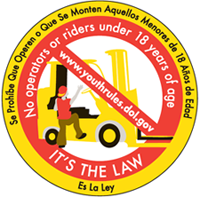 Se Prohibe Que Operen o Que Se Monten Aquellos Menores de 18 Años de Edad
No operators or riders under 18 years of age
www.youthrules.dol.gov
IT'S THE LAW
Es La Ley